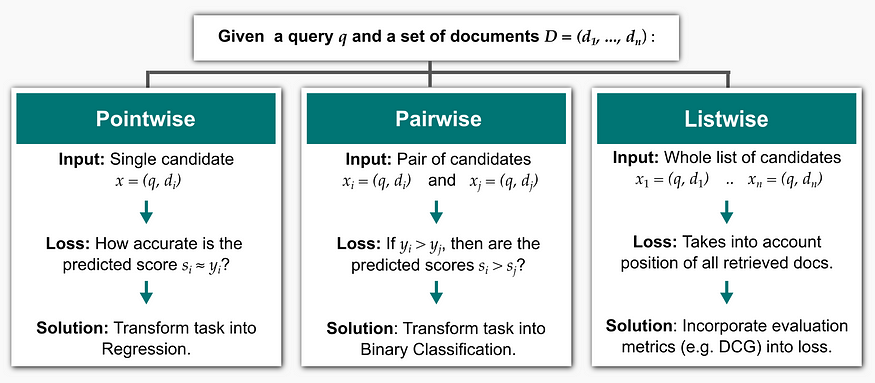 Given a query q and a set of documents D = (d₁, ..., dₙ) :
Pointwise
Input: Single candidate
x = (q, dᵢ)
Loss: How accurate is the
predicted score sᵢ ≈ yᵢ?
Solution: Transform task into
Regression.
Pairwise
Input: Pair of candidates
xᵢ = (q, dᵢ) and xⱼ = (q, dⱼ)
Loss: If yᵢ > yⱼ, then are the
predicted scores sᵢ > sⱼ?
Solution: Transform task into
Binary Classification.
Listwise
Input: Whole list of candidates
x₁ = (q, d₁) .. xₙ = (q, dₙ)
Loss: Takes into account
position of all retrieved docs.
Solution: Incorporate evaluation
metrics (e.g. DCG) into loss.